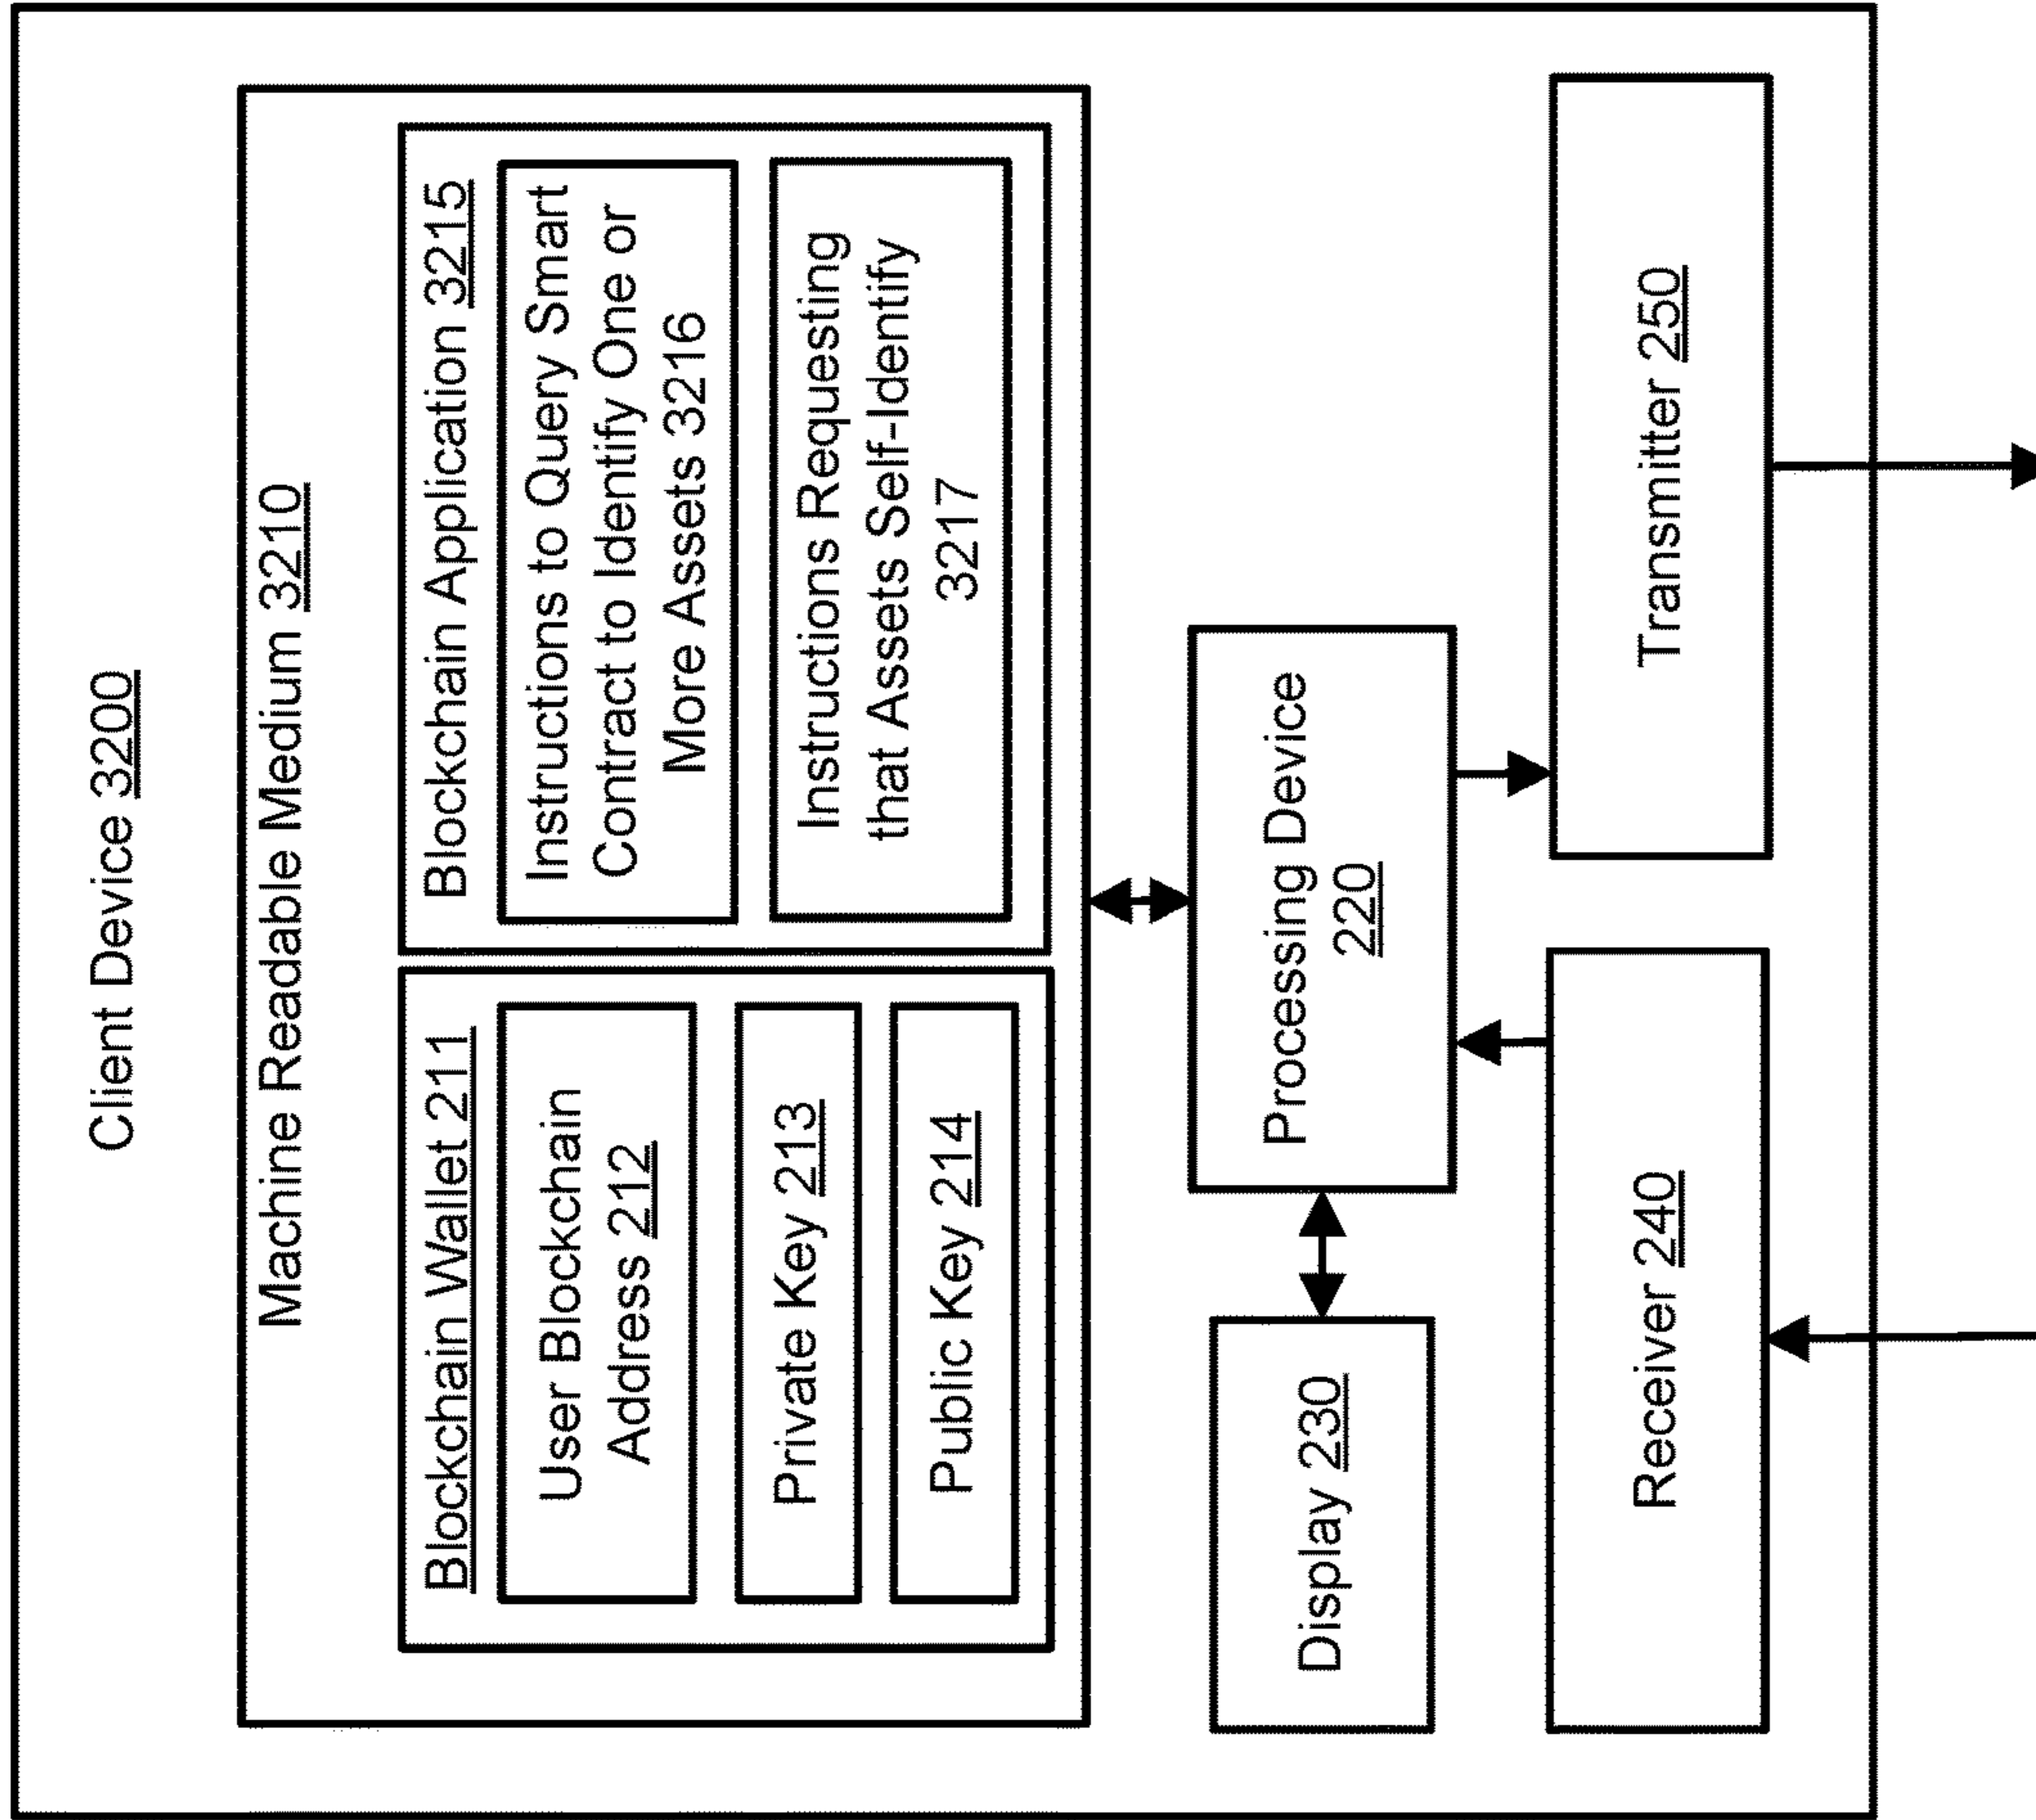 Client Device 3200
Machine Readable Medium 3210
Blockchain Wallet 211
User Blockchain
Address 212
Private Key 213
Public Key 214
Blockchain Application 3215
Instructions to Query Smart
Contract to Identify One or
More Assets 3216
Instructions Requesting
that Assets Self-Identify
3217
Display 230
Processing Device
220
Receiver 240
Transmitter 250